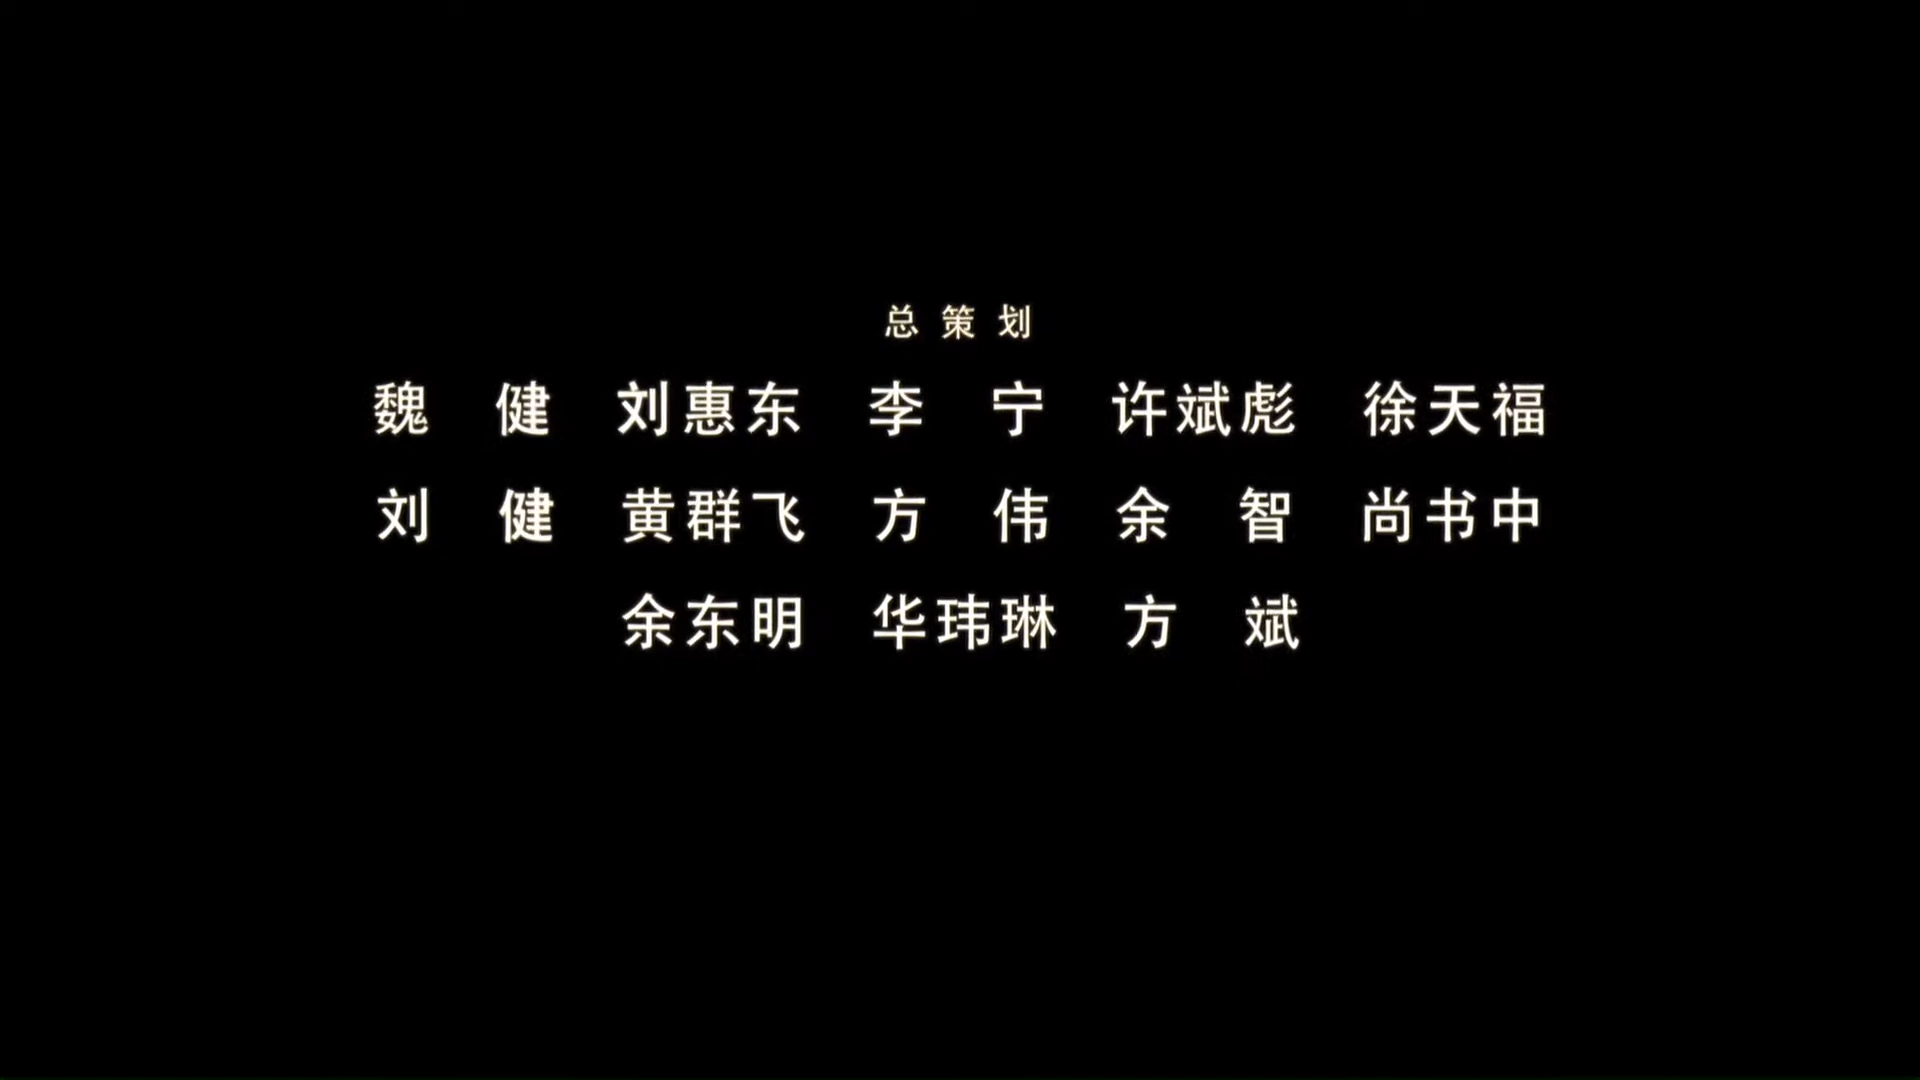 总策划
魏 健 刘惠东 李 宁 许斌彪 徐天福
刘 健 黄群飞 方 伟 余 智 尚书中
余东明 华玮琳 方 斌